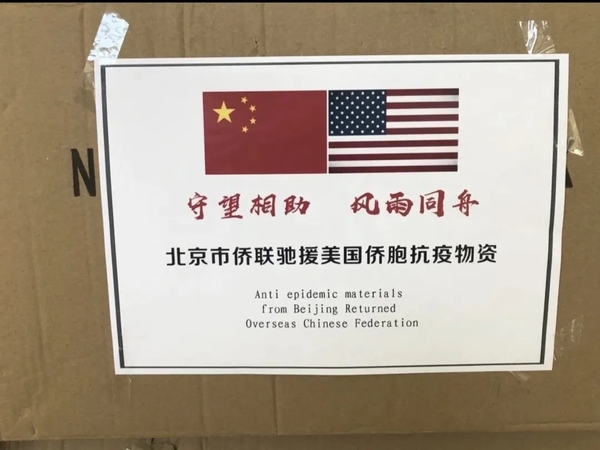 守望相助 风雨同舟
北京市侨联驰援美国侨胞抗疫物资
Anti epidemic materials
from Beijing Returned
Overseas Chinese Federation
N